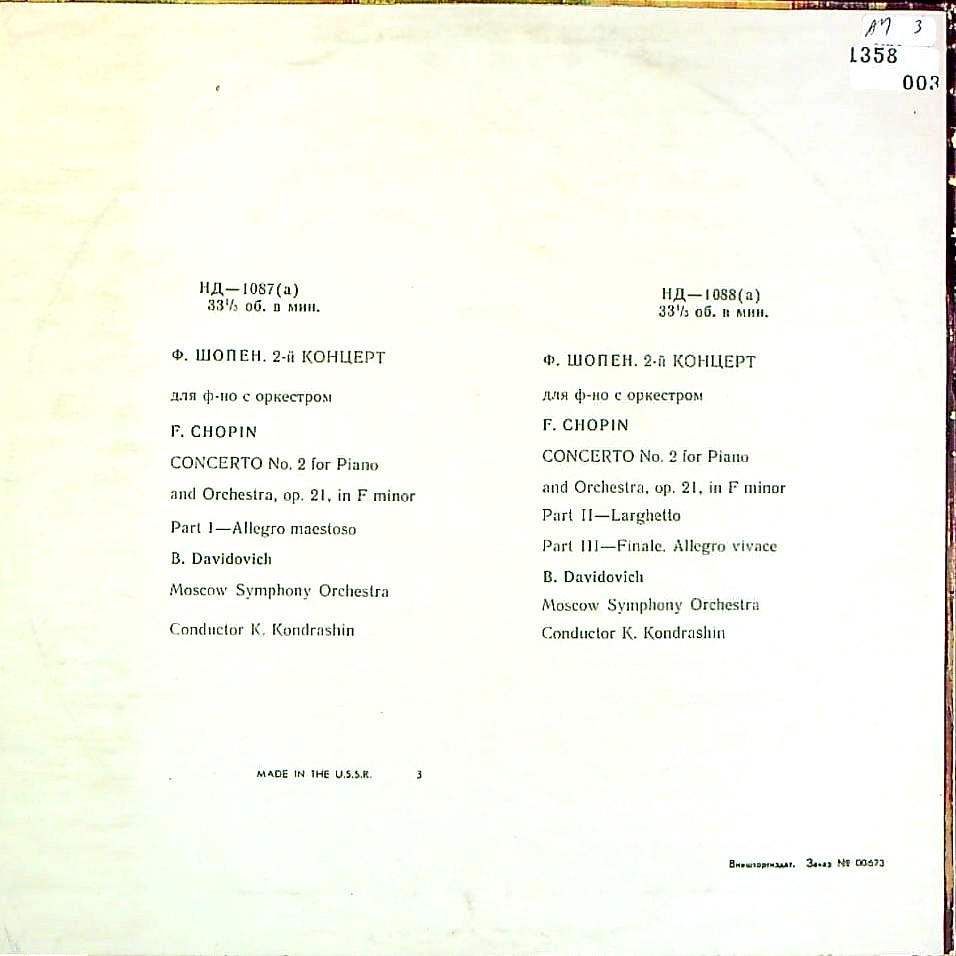 АП 3
1358
003
НД—1087(а)
33⅓ об. в мин.
Ф. ШОПЕН. 2-й КОНЦЕРТ
для ф-но с оркестром
F. CHOPIN
CONCERTO No. 2 for Piano
and Orchestra, op. 21, in F minor
Part I—Allegro maestoso
B. Davidovich
Moscow Symphony Orchestra
Conductor K. Kondrashin
НД—1088(а)
33⅓ об. в мин.
Ф. ШОПЕН. 2-й КОНЦЕРТ
для ф-но с оркестром
F. CHOPIN
CONCERTO No. 2 for Piano
and Orchestra, op. 21, in F minor
Part II—Larghetto
Part III—Finale. Allegro vivace
B. Davidovich
Moscow Symphony Orchestra
Conductor K. Kondrashin
MADE IN THE U.S.S.R. 3
Внешторгиздат. Заказ № 00673